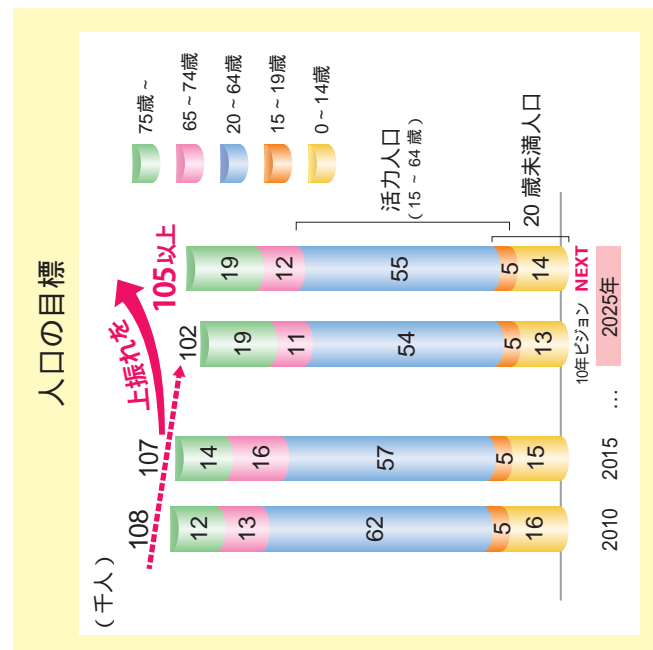 人口の目標
(千人)
108
107
102
105以上
上振れを
12
13
62
5
16
14
16
57
5
15
19
11
54
5
13
19
12
55
5
14
2010
2015
…
10年ビジョン
NEXT
2025年
活力人口
(15~64歳)
20歳未満人口
75歳~
65~74歳
20~64歳
15~19歳
0~14歳